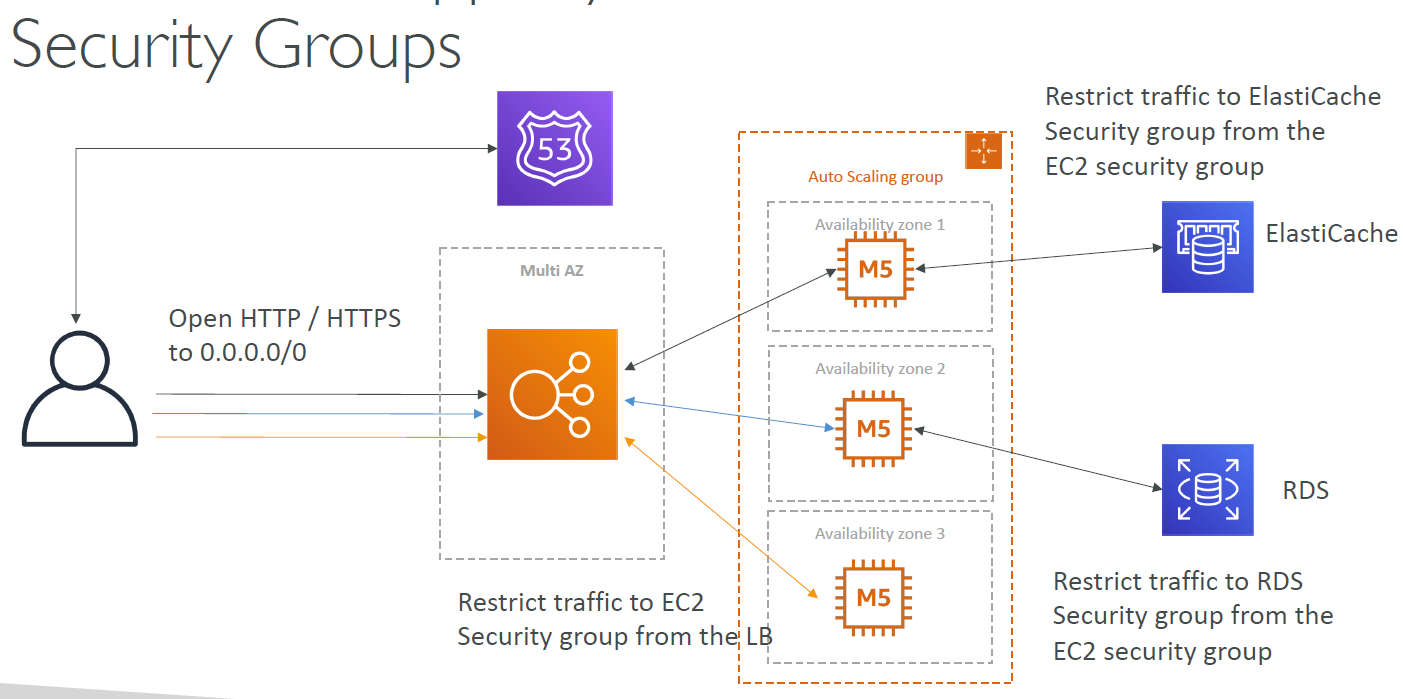 Security Groups
53
Restrict traffic to ElastiCache
Security group from the
EC2 security group
Auto Scaling group
Availability zone 1
M5
ElastiCache
Multi AZ
Open HTTP / HTTPS
to 0.0.0.0/0
Availability zone 2
M5
RDS
Availability zone 3
M5
Restrict traffic to EC2
Security group from the LB
Restrict traffic to RDS
Security group from the
EC2 security group